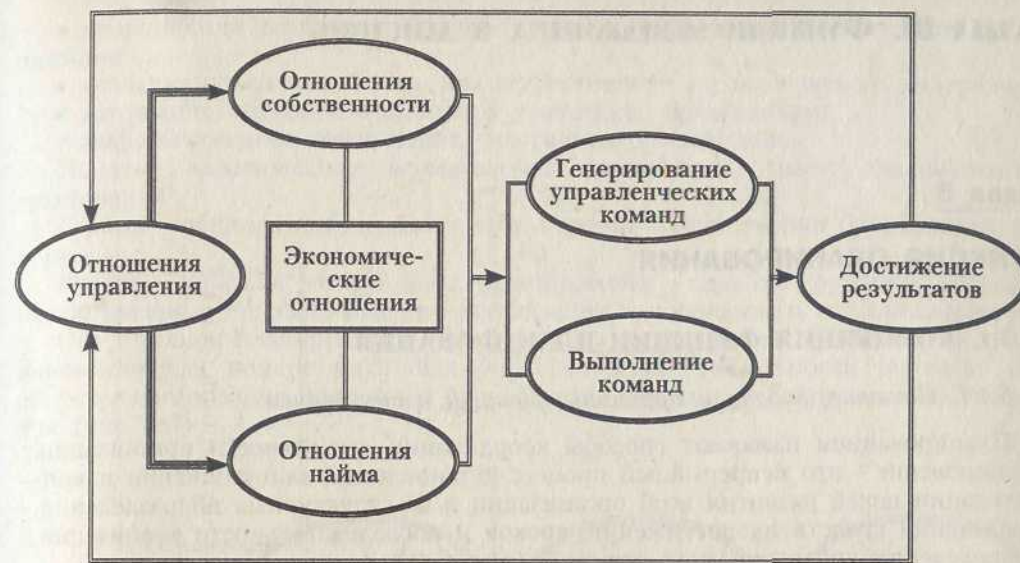 Отношения
собственности
Генерирование
управленческих
команд
Отношения
управления
Экономиче-
ские
отношения
Достижение
результатов
Выполнение
команд
Отношения
найма